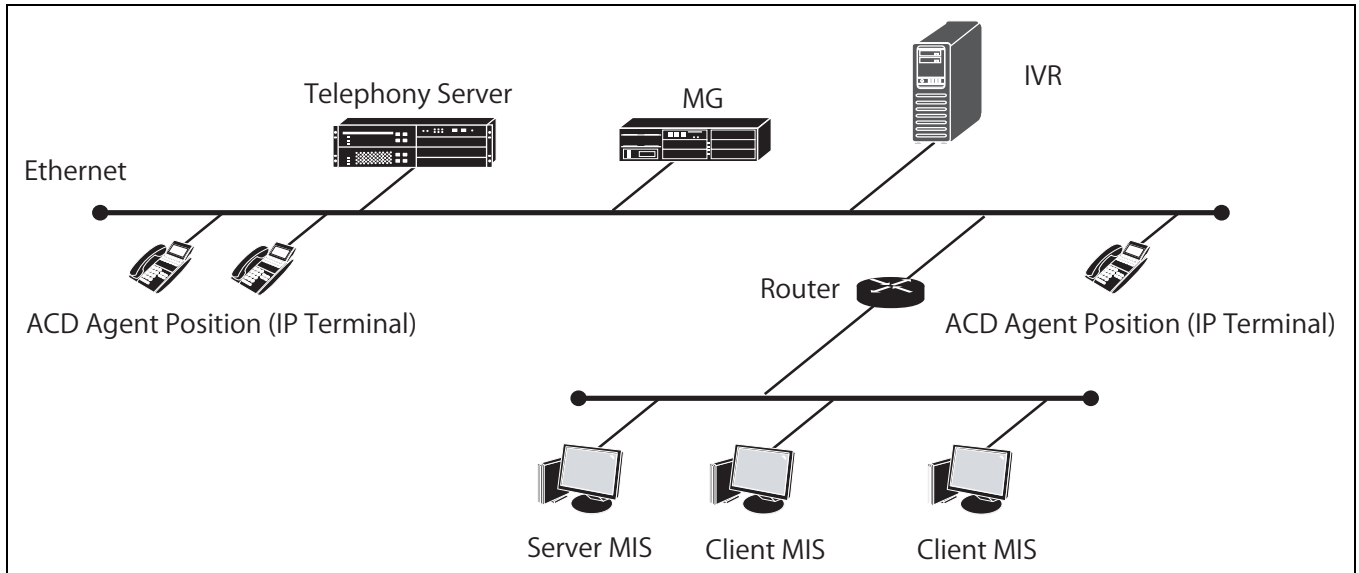 IVR
Telephony Server
MG
Ethernet
Router
ACD Agent Position (IP Terminal)
ACD Agent Position (IP Terminal)
Server MIS
Client MIS
Client MIS